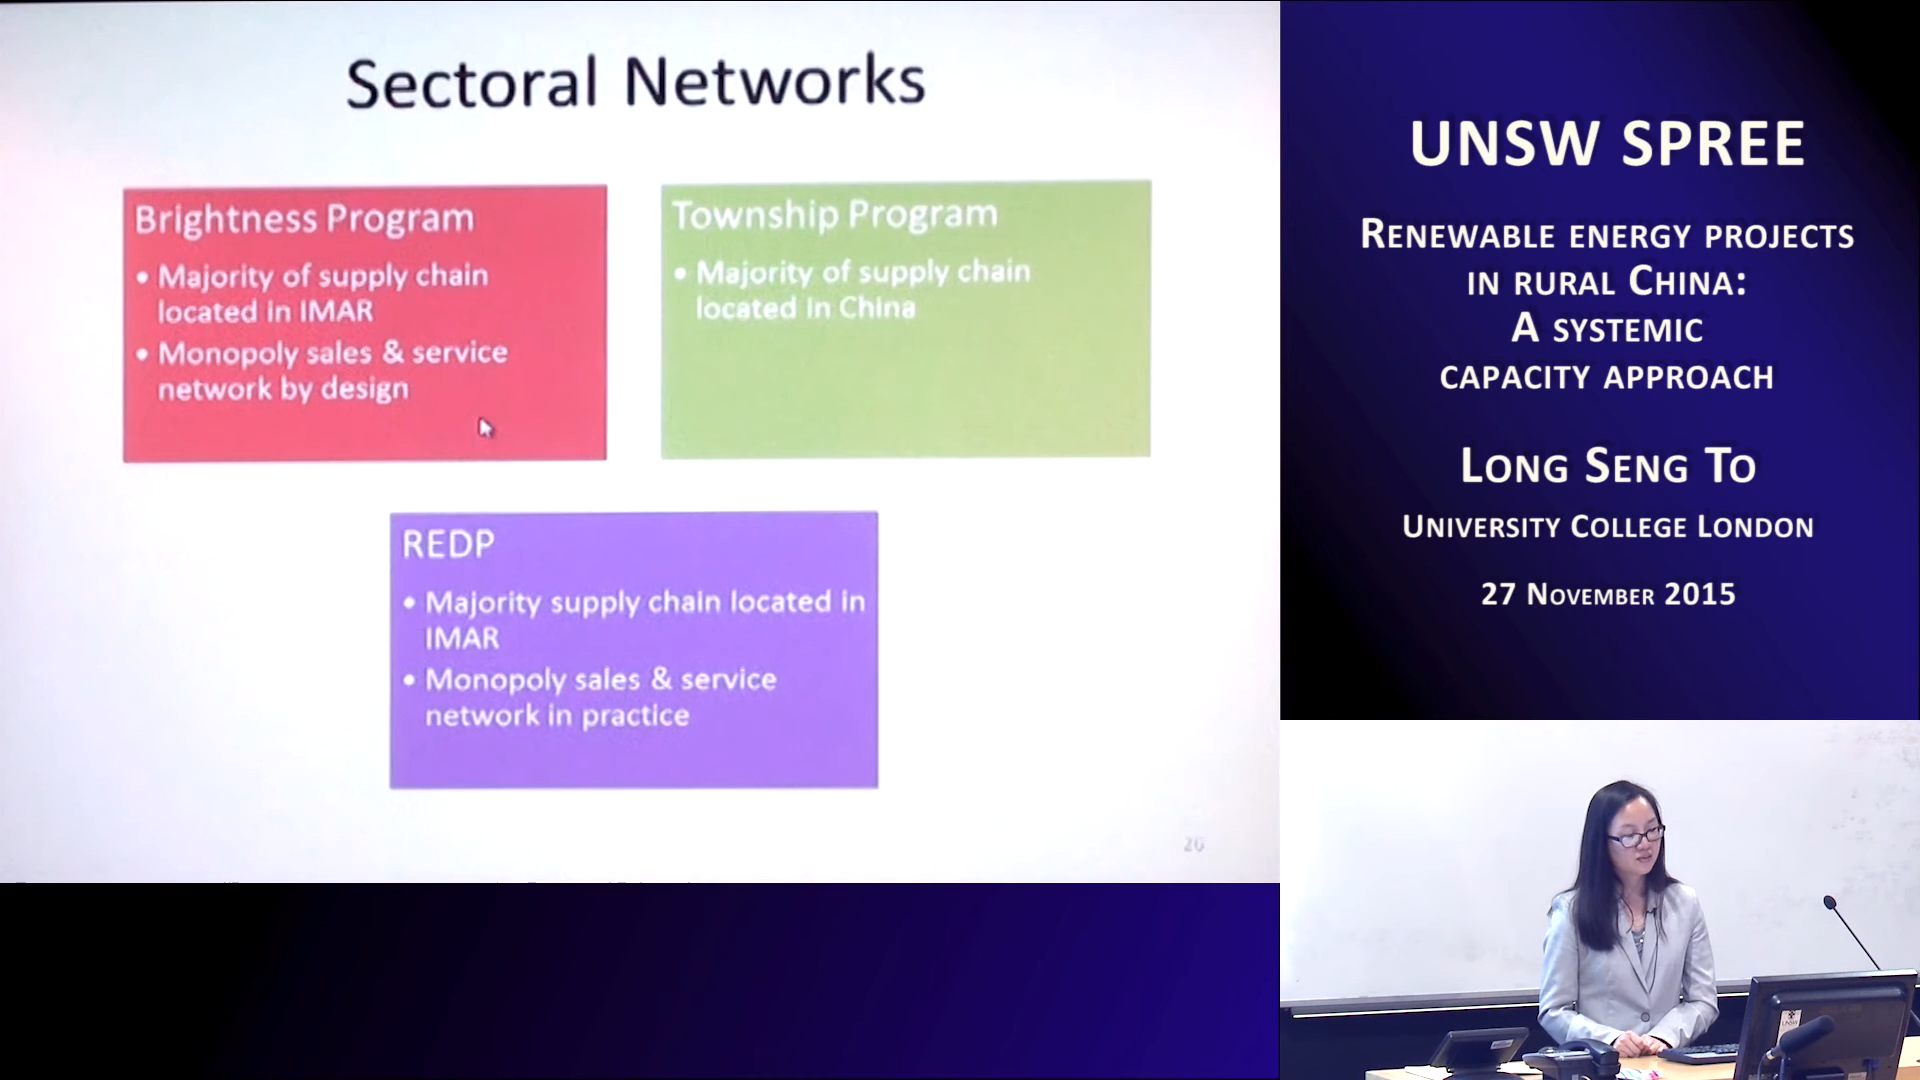 Sectoral Networks
Brightness Program
• Majority of supply chain
located in IMAR
• Monopoly sales & service
network by design
Township Program
• Majority of supply chain
located in China
REDP
• Majority supply chain located in
IMAR
• Monopoly sales & service
network in practice
26
UNSW SPREE
RENEWABLE ENERGY PROJECTS
IN RURAL CHINA:
A SYSTEMIC
CAPACITY APPROACH
LONG SENG TO
UNIVERSITY COLLEGE LONDON
27 NOVEMBER 2015
UNSW